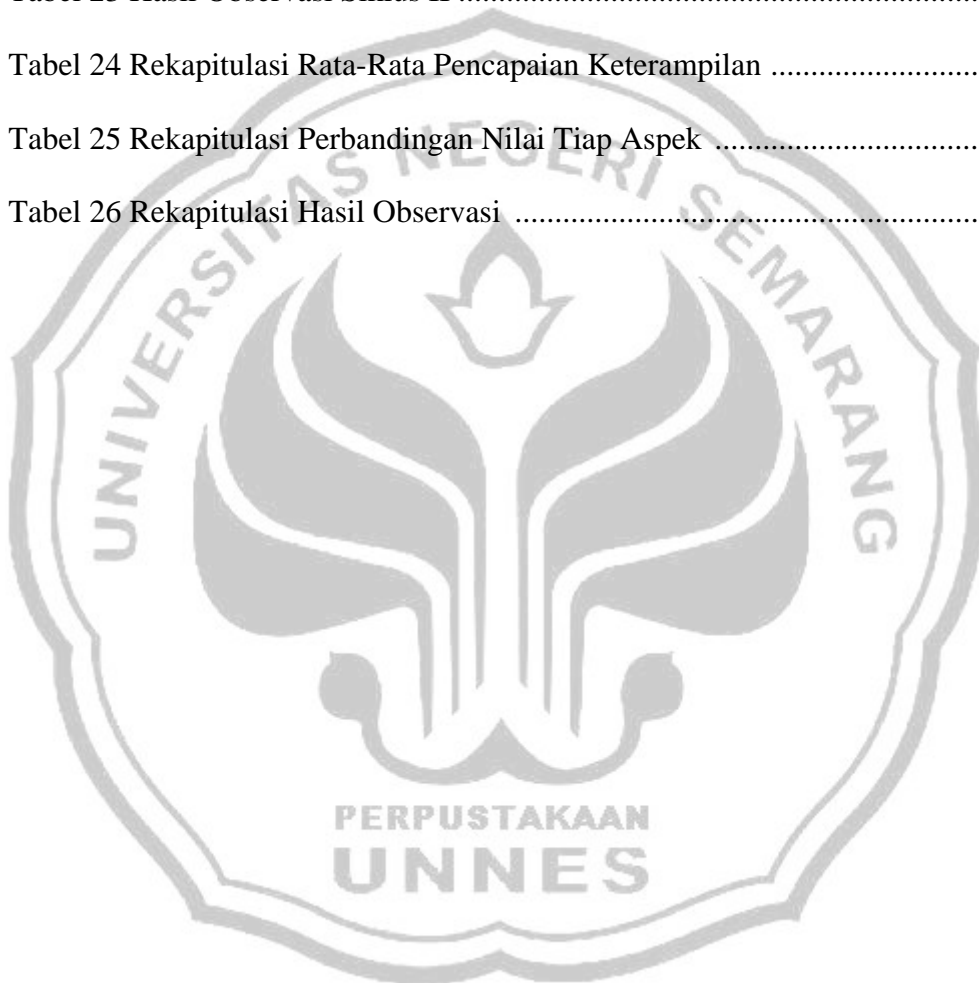 Tabel 24 Rekapitulasi Rata-Rata Pencapaian Keterampilan .........................
Tabel 25 Rekapitulasi Perbandingan Nilai Tiap Aspek ................................
Tabel 26 Rekapitulasi Hasil Observasi ........................................................
UNIVERSITAS NEGERI SEMARANG
PERPUSTAKAAN
UNNES